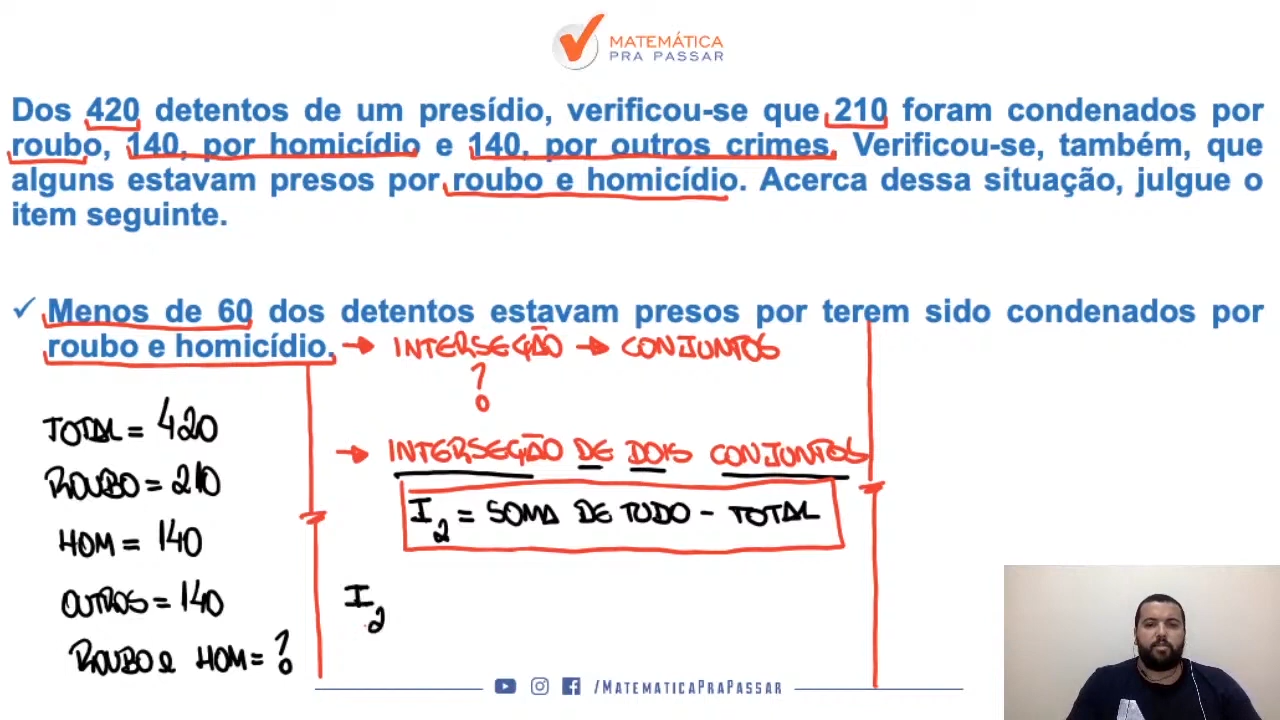 MATEMÁTICA
PRA PASSAR
Dos 420 detentos de um presídio, verificou-se que 210 foram condenados por
roubo, 140, por homicídio e 140, por outros crimes. Verificou-se, também, que
alguns estavam presos por roubo e homicídio. Acerca dessa situação, julgue o
item seguinte.
✓ Menos de 60 dos detentos estavam presos por terem sido condenados por
roubo e homicídio. → INTERSEÇÃO → CONJUNTOS
?
TOTAL = 420
ROUBO = 210
HOM = 140
OUTROS = 140
ROUBO e HOM = ?
→ INTERSEÇÃO DE DOIS CONJUNTOS
I2 = SOMA DE TUDO - TOTAL
I2
/MATEMATICAPRAPASSAR